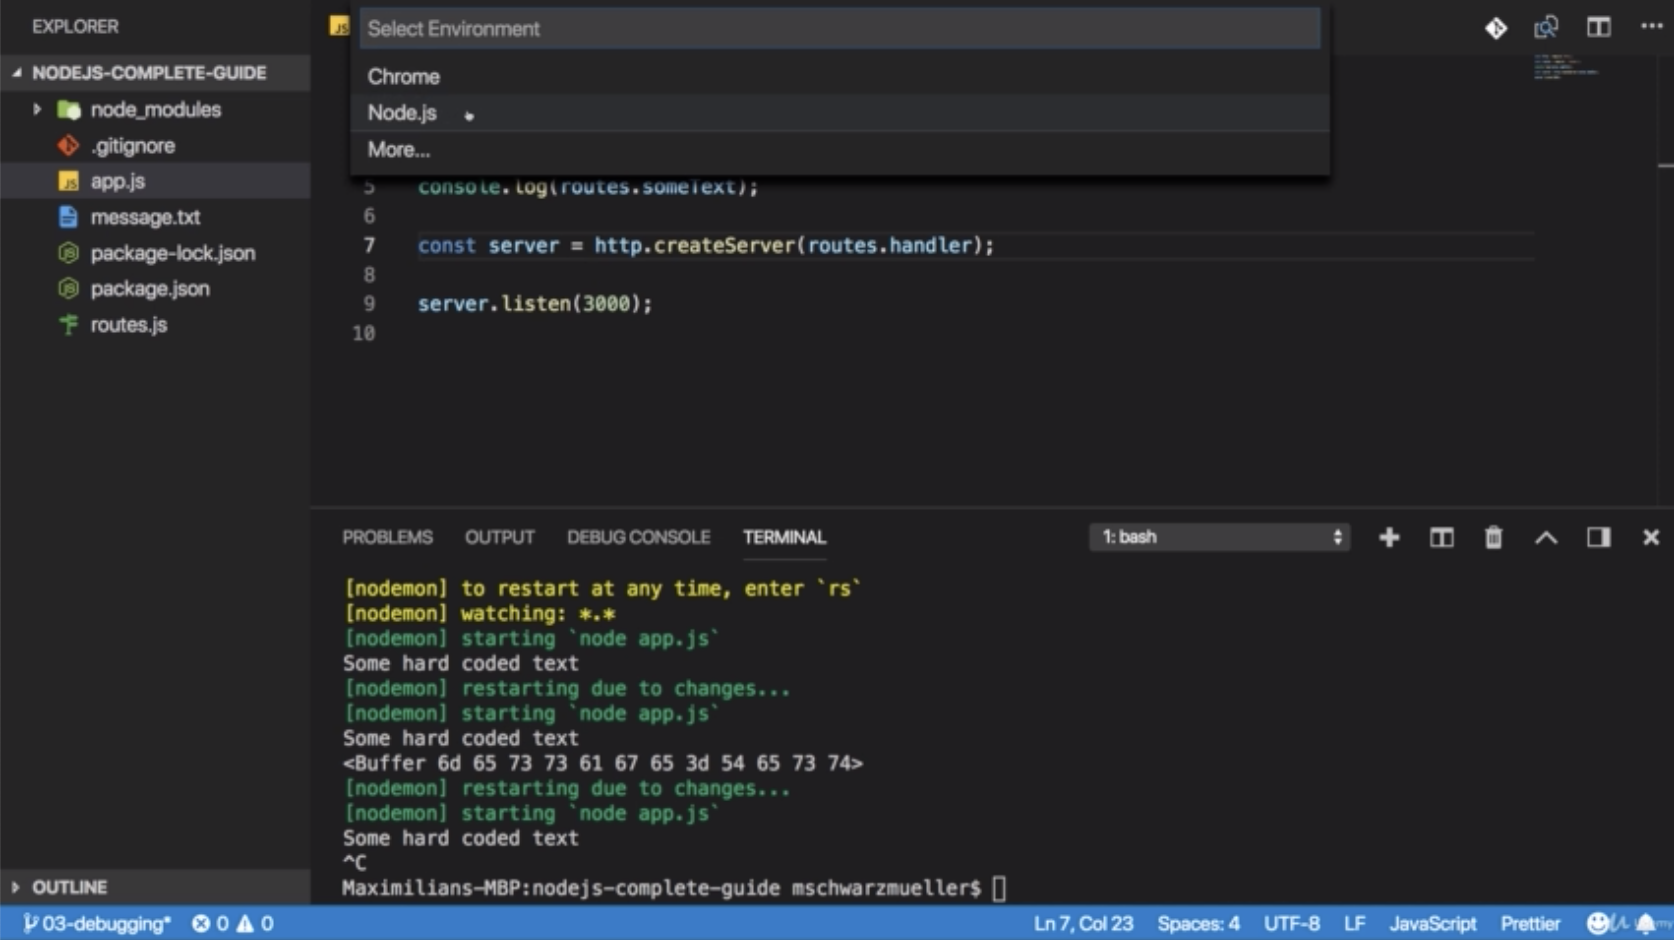 EXPLORER
NODEJS-COMPLETE-GUIDE
node_modules
.gitignore
app.js
message.txt
package-lock.json
package.json
routes.js
OUTLINE
JS
Select Environment
Chrome
Node.js
More...
5 console.log(routes.someText);
6
7 const server = http.createServer(routes.handler);
8
9 server.listen(3000);
10
PROBLEMS OUTPUT DEBUG CONSOLE TERMINAL 1: bash
[nodemon] to restart at any time, enter `rs`
[nodemon] watching: *.*
[nodemon] starting `node app.js`
Some hard coded text
[nodemon] restarting due to changes...
[nodemon] starting `node app.js`
Some hard coded text
<Buffer 6d 65 73 73 61 67 65 3d 54 65 73 74>
[nodemon] restarting due to changes...
[nodemon] starting `node app.js`
Some hard coded text
^C
Maximilians-MBP:nodejs-complete-guide mschwarzmueller$
03-debugging* 0 0 Ln 7, Col 23 Spaces: 4 UTF-8 LF JavaScript Prettier